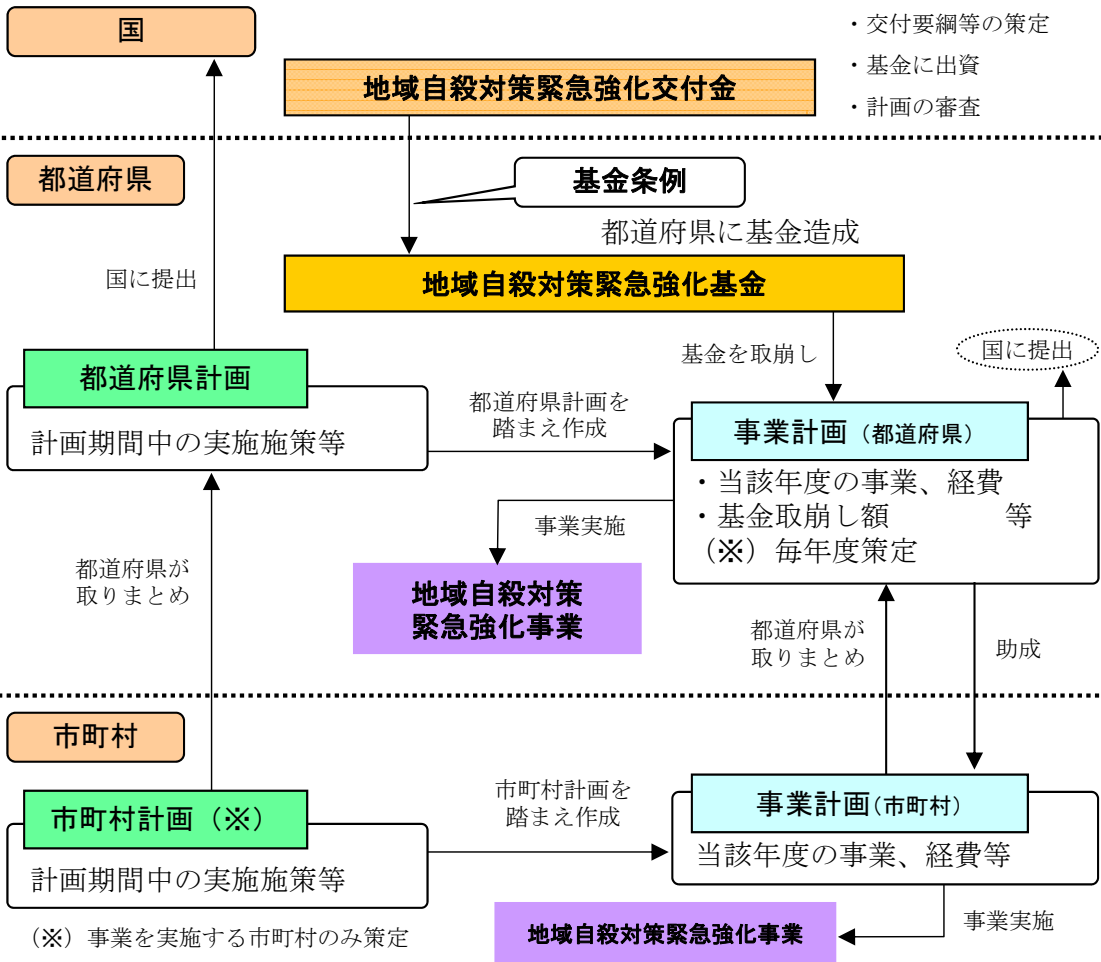 国
・交付要綱等の策定
・基金に出資
・計画の審査
地域自殺対策緊急強化交付金
都道府県
基金条例
都道府県に基金造成
国に提出
地域自殺対策緊急強化基金
基金を取崩し
国に提出
都道府県計画
計画期間中の実施施策等
都道府県計画を
踏まえ作成
事業計画（都道府県）
・当該年度の事業、経費
・基金取崩し額　　　　等
（※）毎年度策定
事業実施
地域自殺対策
緊急強化事業
都道府県が
取りまとめ
都道府県が
取りまとめ
助成
市町村
市町村計画（※）
計画期間中の実施施策等
市町村計画を
踏まえ作成
事業計画（市町村）
当該年度の事業、経費等
事業実施
地域自殺対策緊急強化事業
（※）事業を実施する市町村のみ策定